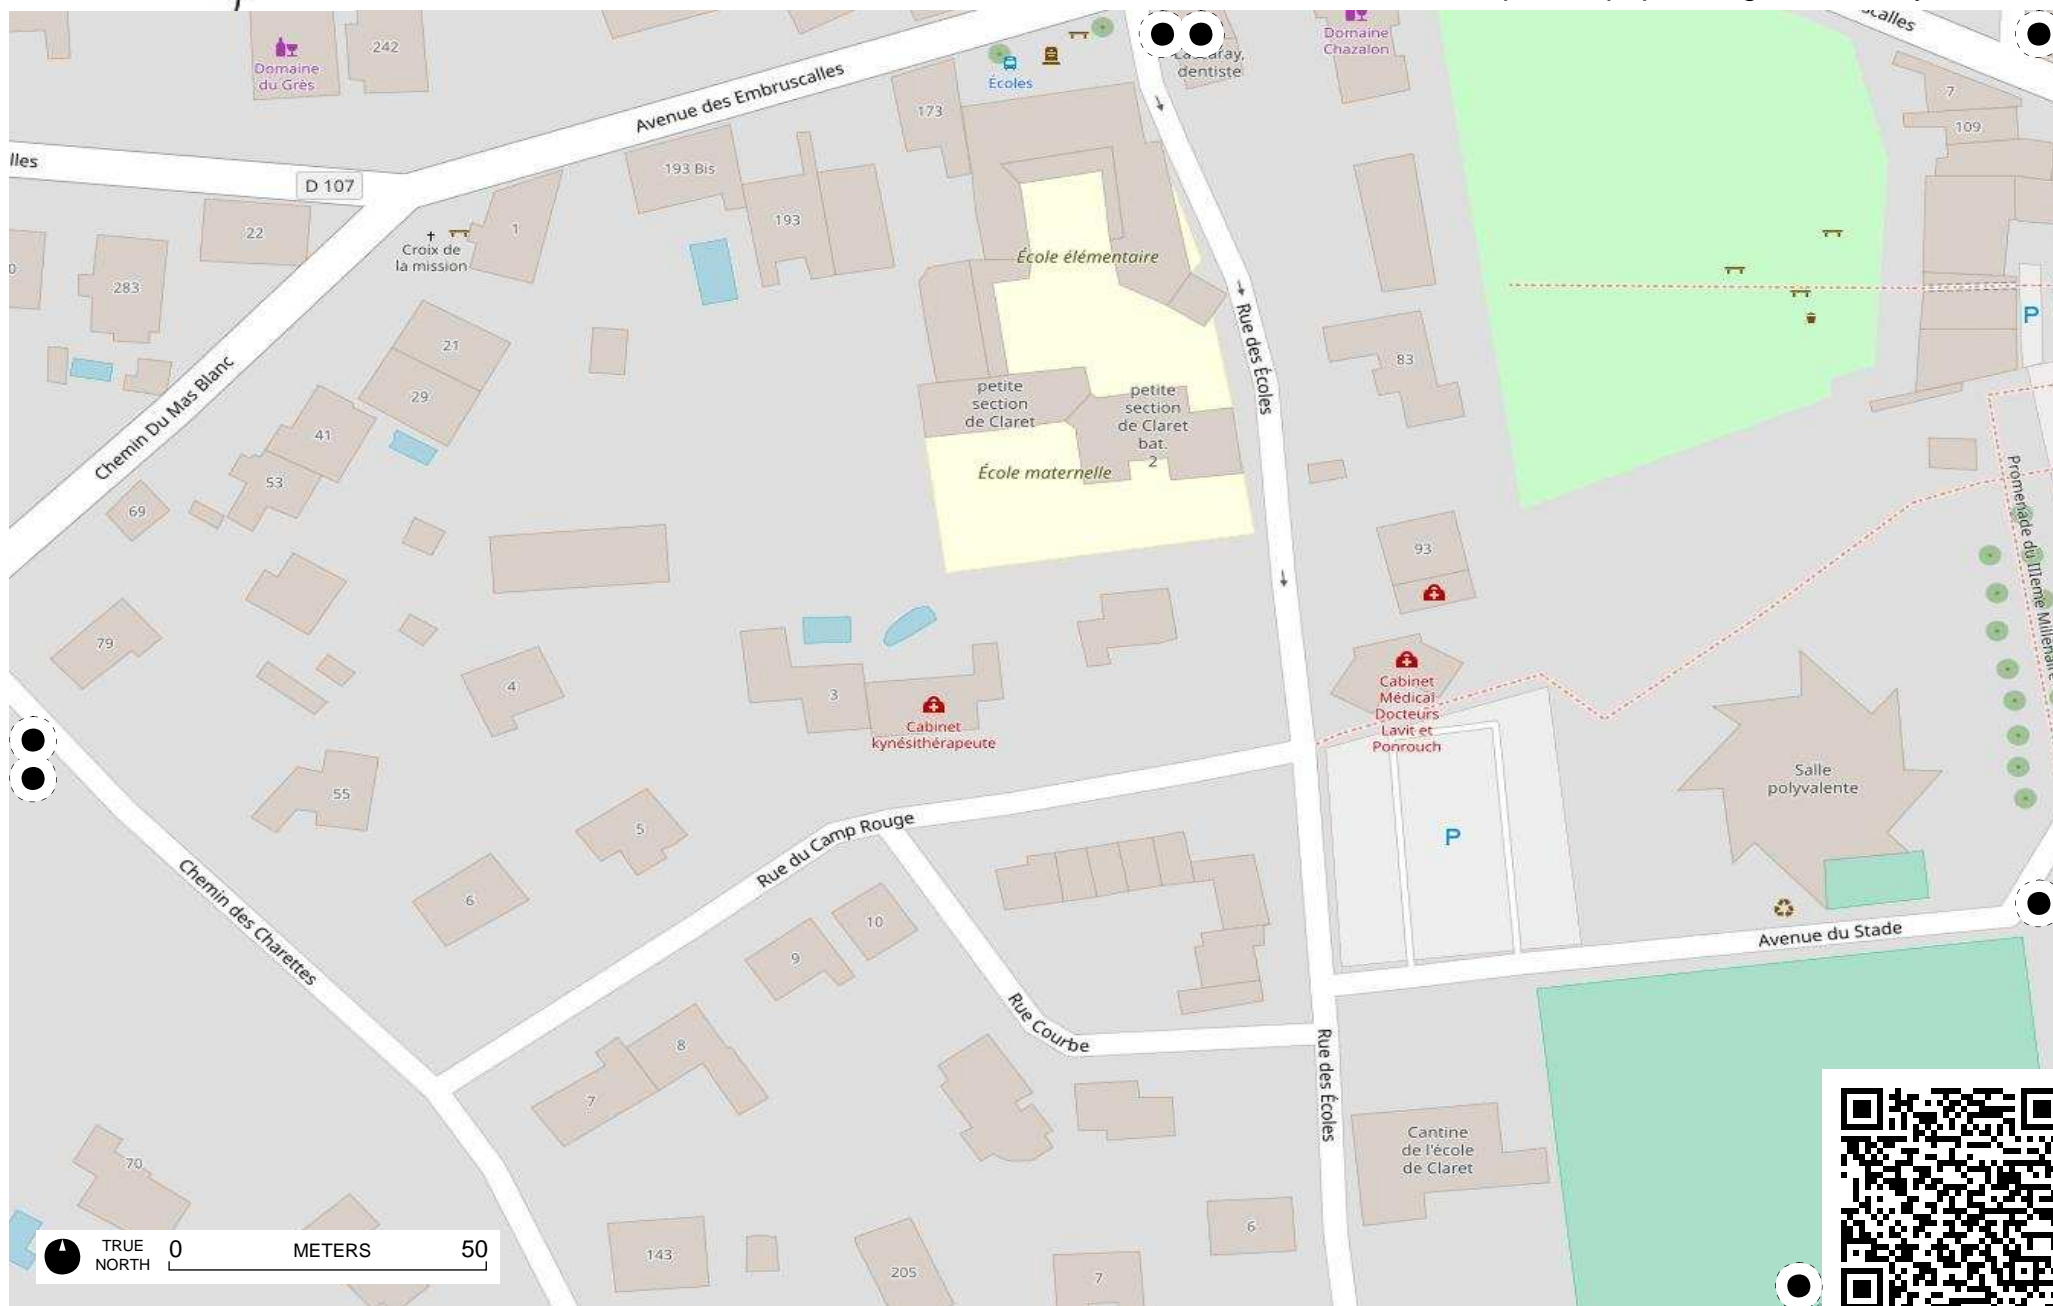 242
Domaine
du Grès
Écoles
dentiste
Domaine
Chazalon
Avenue des Embruscalles
173
7
109
lles
D 107
193 Bis
193
22
1
Croix de
la mission
283
École élémentaire
Rue des Écoles
P
21
83
29
petite
section
de Claret
petite
section
de Claret
bat.
2
Chemin Du Mas Blanc
41
École maternelle
53
69
Promenade du IIIeme Millenaire
93
79
4
3
Cabinet
kynésithérapeute
Cabinet
Médical
Docteurs
Lavit et
Ponrouch
55
5
Salle
polyvalente
Rue du Camp Rouge
P
6
Chemin des Charettes
10
9
Avenue du Stade
Rue Courbe
8
7
Rue des Écoles
Cantine
de l'école
de Claret
70
6
TRUE
NORTH
0 METERS 50
143
205
7